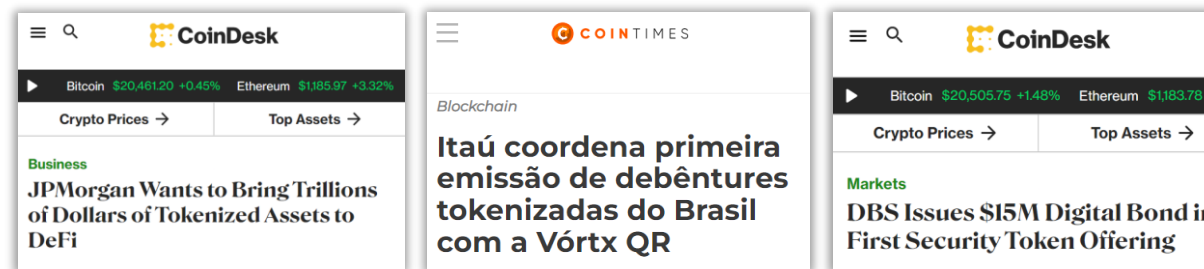 CoinDesk
Bitcoin $20,461.20 +0.45% Ethereum $1,185.97 +3.32%
Crypto Prices → Top Assets →
Business
JPMorgan Wants to Bring Trillions
of Dollars of Tokenized Assets to
DeFi
COINTIMES
Blockchain
Itaú coordena primeira
emissão de debêntures
tokenizadas do Brasil
com a Vórtx QR
CoinDesk
Bitcoin $20,505.75 +1.48% Ethereum $1,183.78
Crypto Prices → Top Assets →
Markets
DBS Issues $15M Digital Bond in
First Security Token Offering